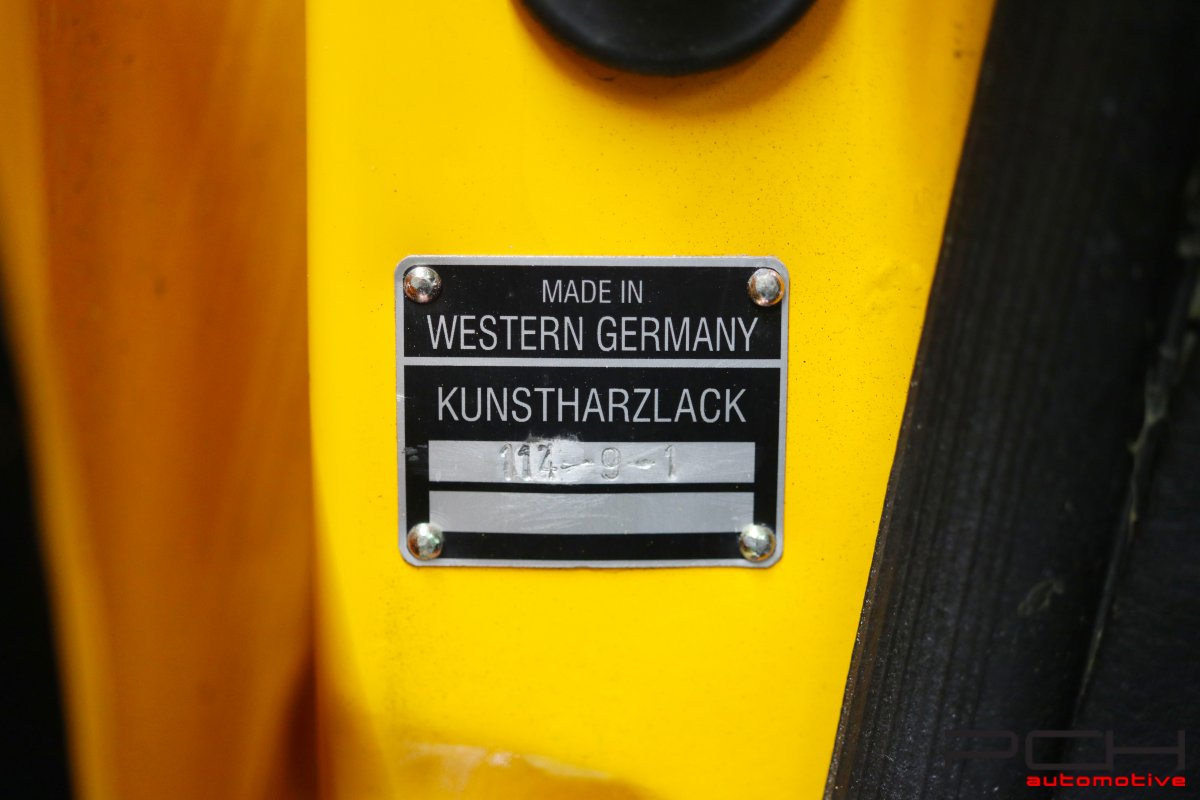 MADE IN
WESTERN GERMANY
KUNSTHARZLACK
114-9-1
PCH
automotive